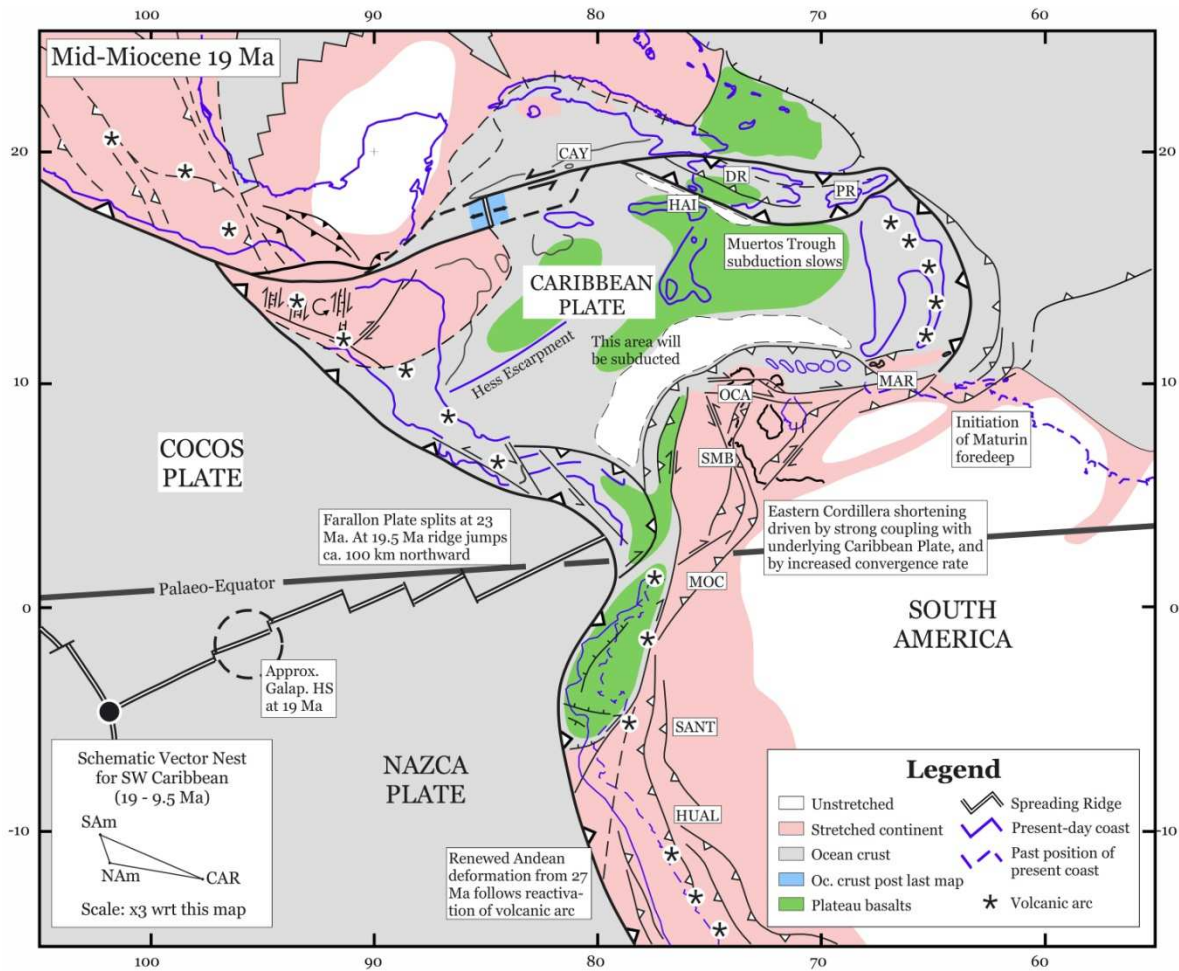 100
90
80
70
60
Mid-Miocene 19 Ma
20
20
CAY
DR
PR
HAI
Muertos Trough
subduction slows
CARIBBEAN
PLATE
This area will
be subducted
Hess Escarpment
10
10
OCA
MAR
Initiation
of Maturin
foredeep
SMB
COCOS
PLATE
Farallon Plate splits at 23
Ma. At 19.5 Ma ridge jumps
ca. 100 km northward
Eastern Cordillera shortening
driven by strong coupling with
underlying Caribbean Plate, and
by increased convergence rate
Palaeo-Equator
MOC
0
0
SOUTH
AMERICA
Approx.
Galap. HS
at 19 Ma
SANT
NAZCA
PLATE
Schematic Vector Nest
for SW Caribbean
(19 - 9.5 Ma)
SAm
NAm
CAR
Scale: x3 wrt this map
HUAL
-10
-10
Renewed Andean
deformation from 27
Ma follows reactiva-
tion of volcanic arc
Legend
Unstretched
Stretched continent
Ocean crust
Oc. crust post last map
Plateau basalts
Spreading Ridge
Present-day coast
Past position of
present coast
Volcanic arc
100
90
80
70
60